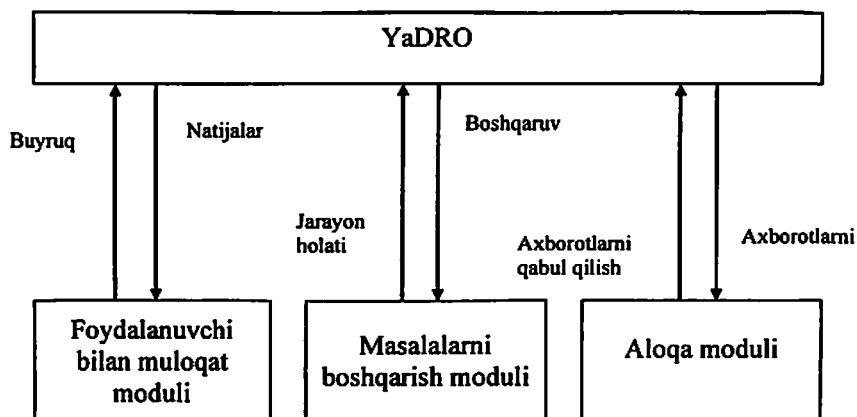 YaDRO
Buyruq
Natijalar
Boshqaruv
Jarayon
holati
Axborotlarni
qabul qilish
Axborotlarni
Foydalanuvchi
bilan muloqat
moduli
Masalalarni
boshqarish moduli
Aloqa moduli